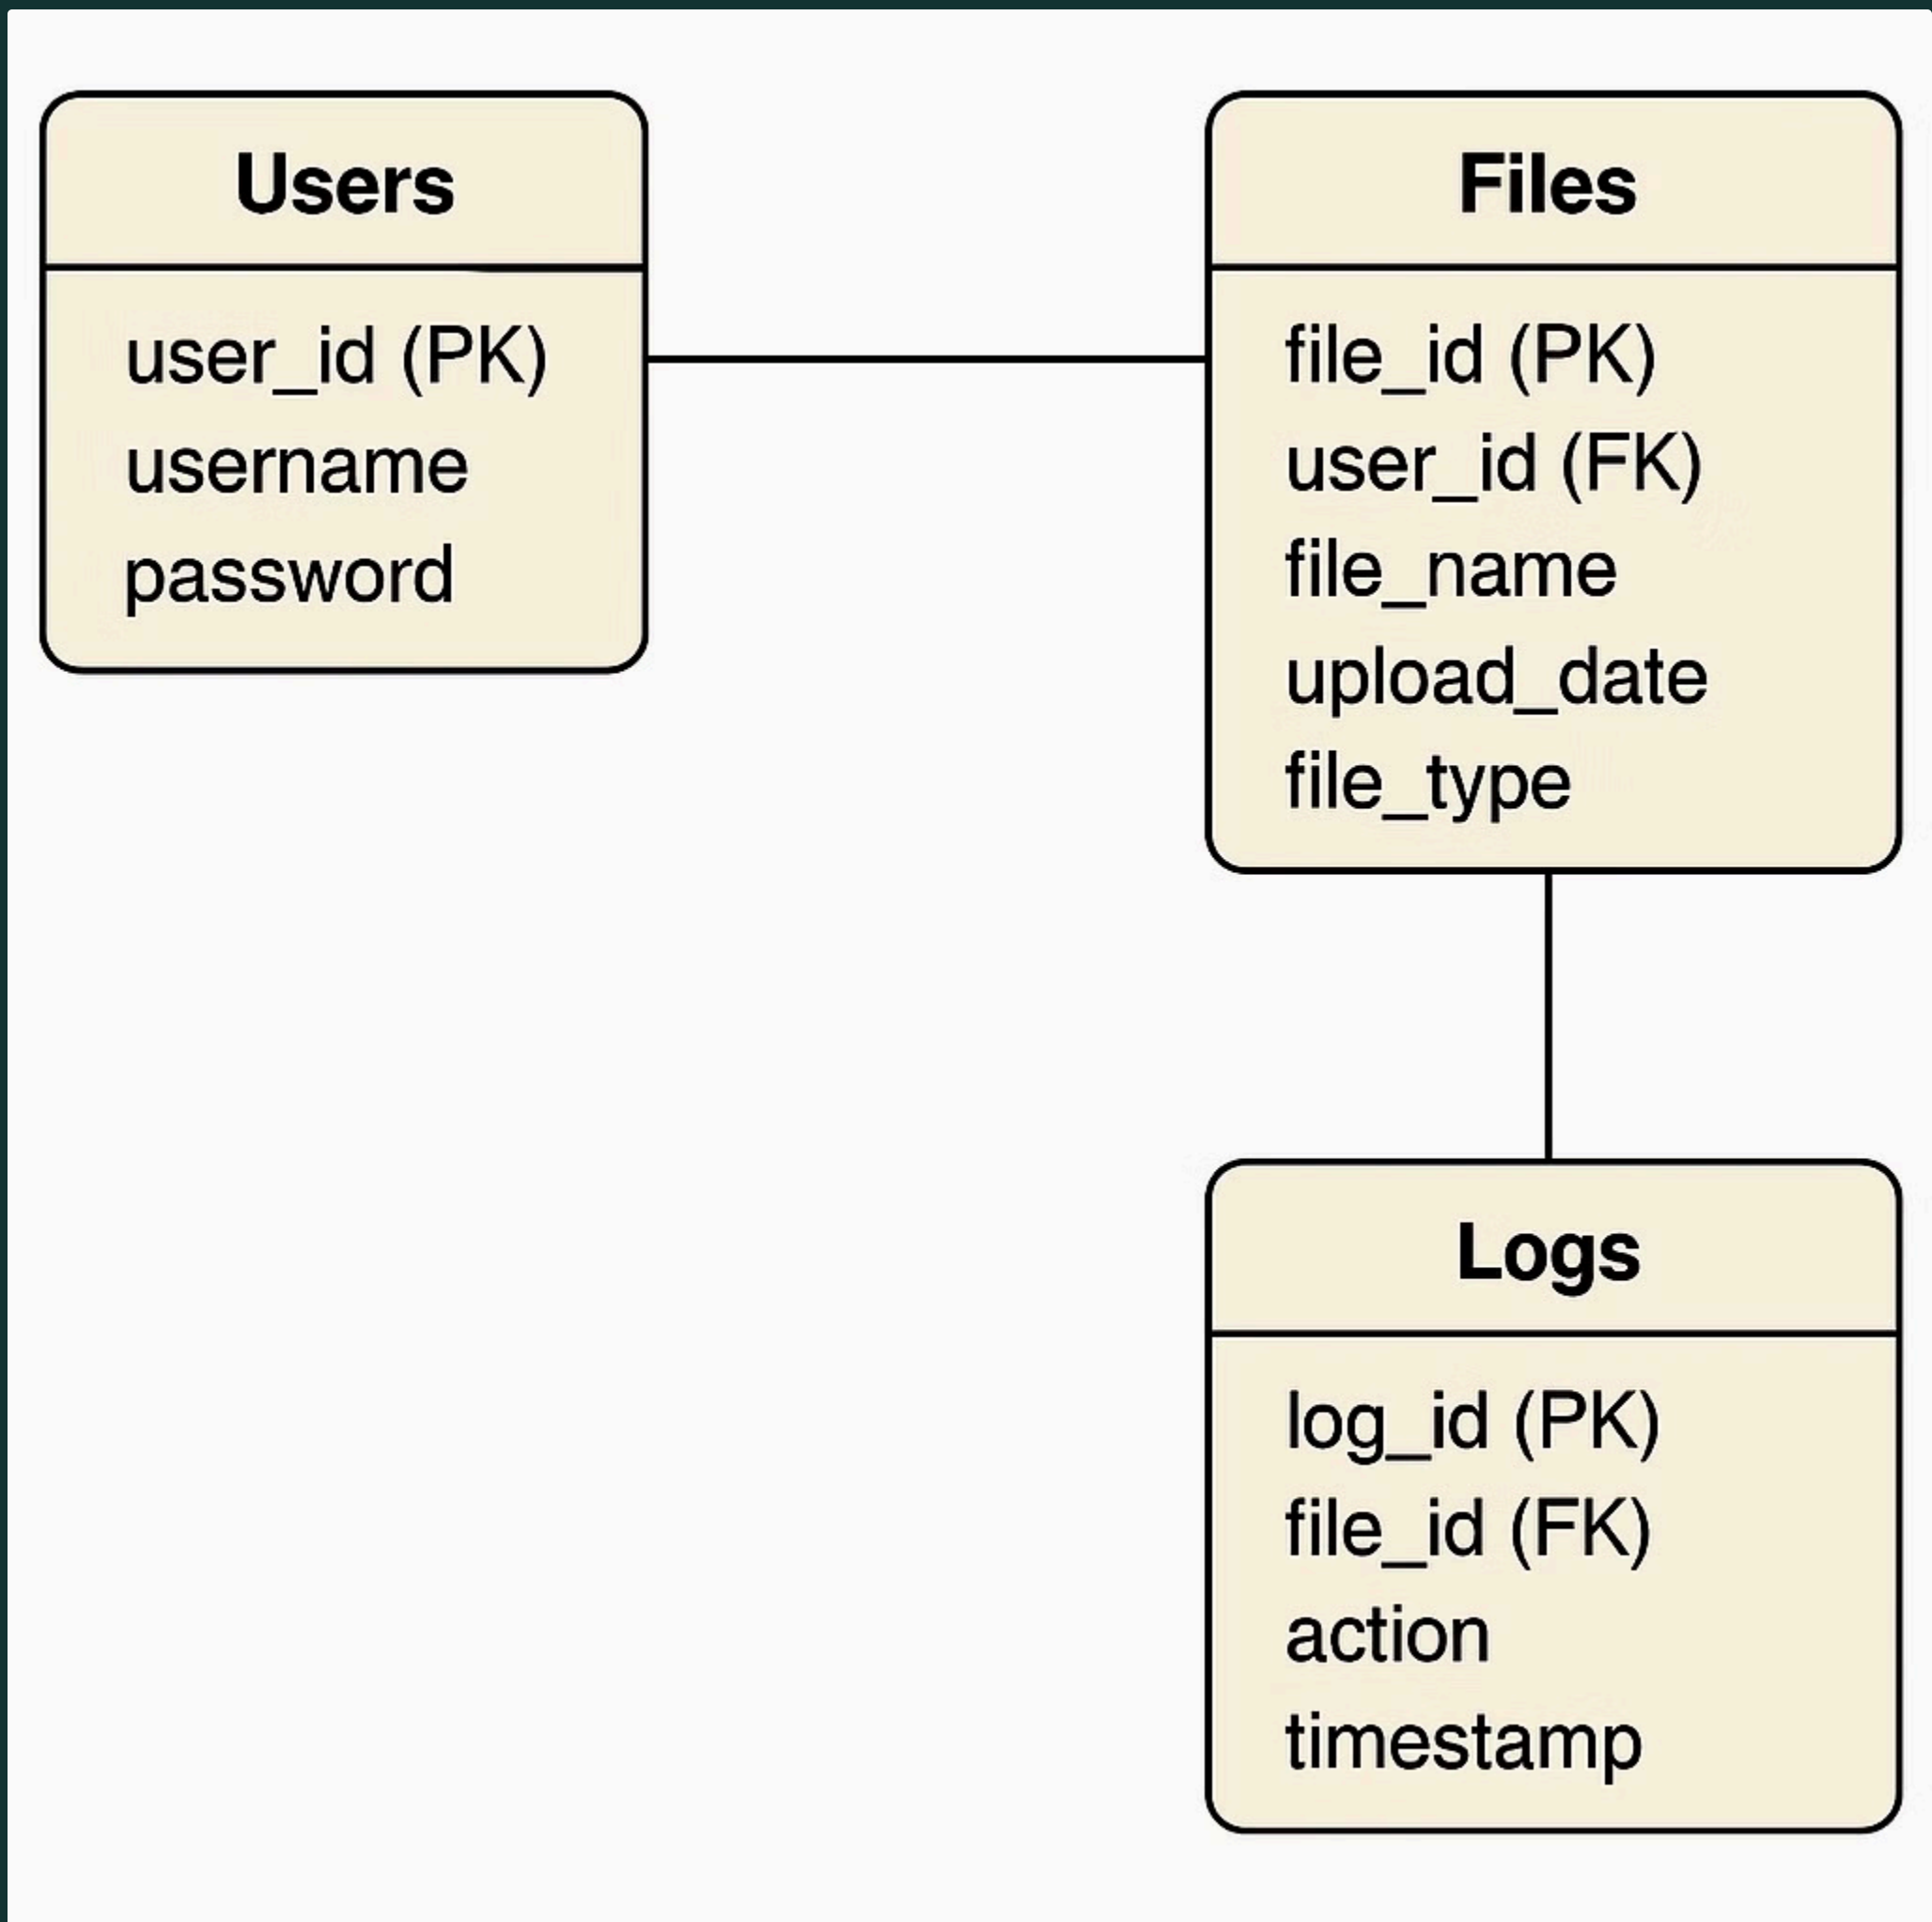 Users
user_id (PK)
username
password
Files
file_id (PK)
user_id (FK)
file_name
upload_date
file_type
Logs
log_id (PK)
file_id (FK)
action
timestamp